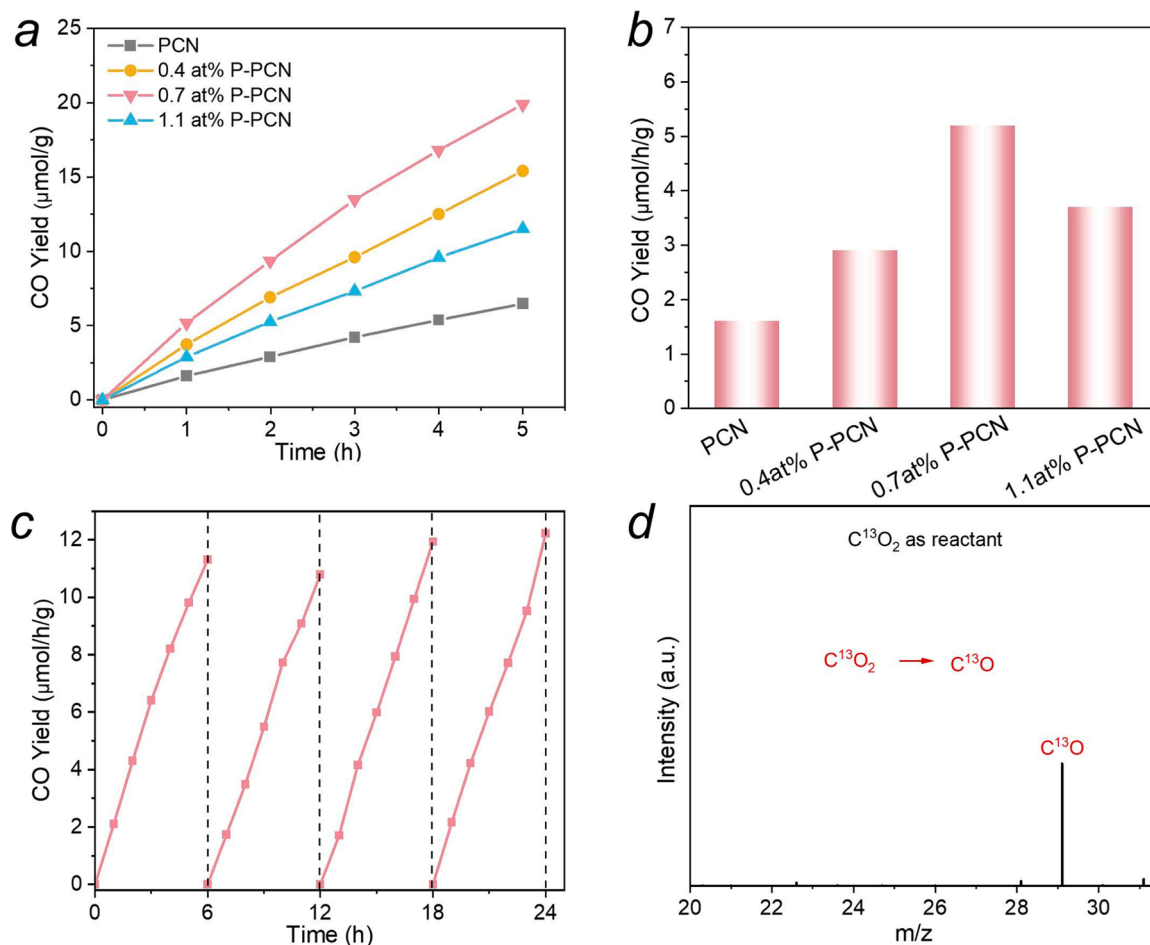 a
PCN
0.4 at% P-PCN
0.7 at% P-PCN
1.1 at% P-PCN
25
20
15
10
5
0
CO Yield (μmol/g)
0 1 2 3 4 5
Time (h)
b
7
6
5
4
3
2
1
0
CO Yield (μmol/h/g)
PCN
0.4at% P-PCN
0.7at% P-PCN
1.1at% P-PCN
c
12
10
8
6
4
2
0
CO Yield (μmol/h/g)
0 6 12 18 24
Time (h)
d
C¹³O₂ as reactant
C¹³O₂ → C¹³O
C¹³O
Intensity (a.u.)
20 22 24 26 28 30
m/z